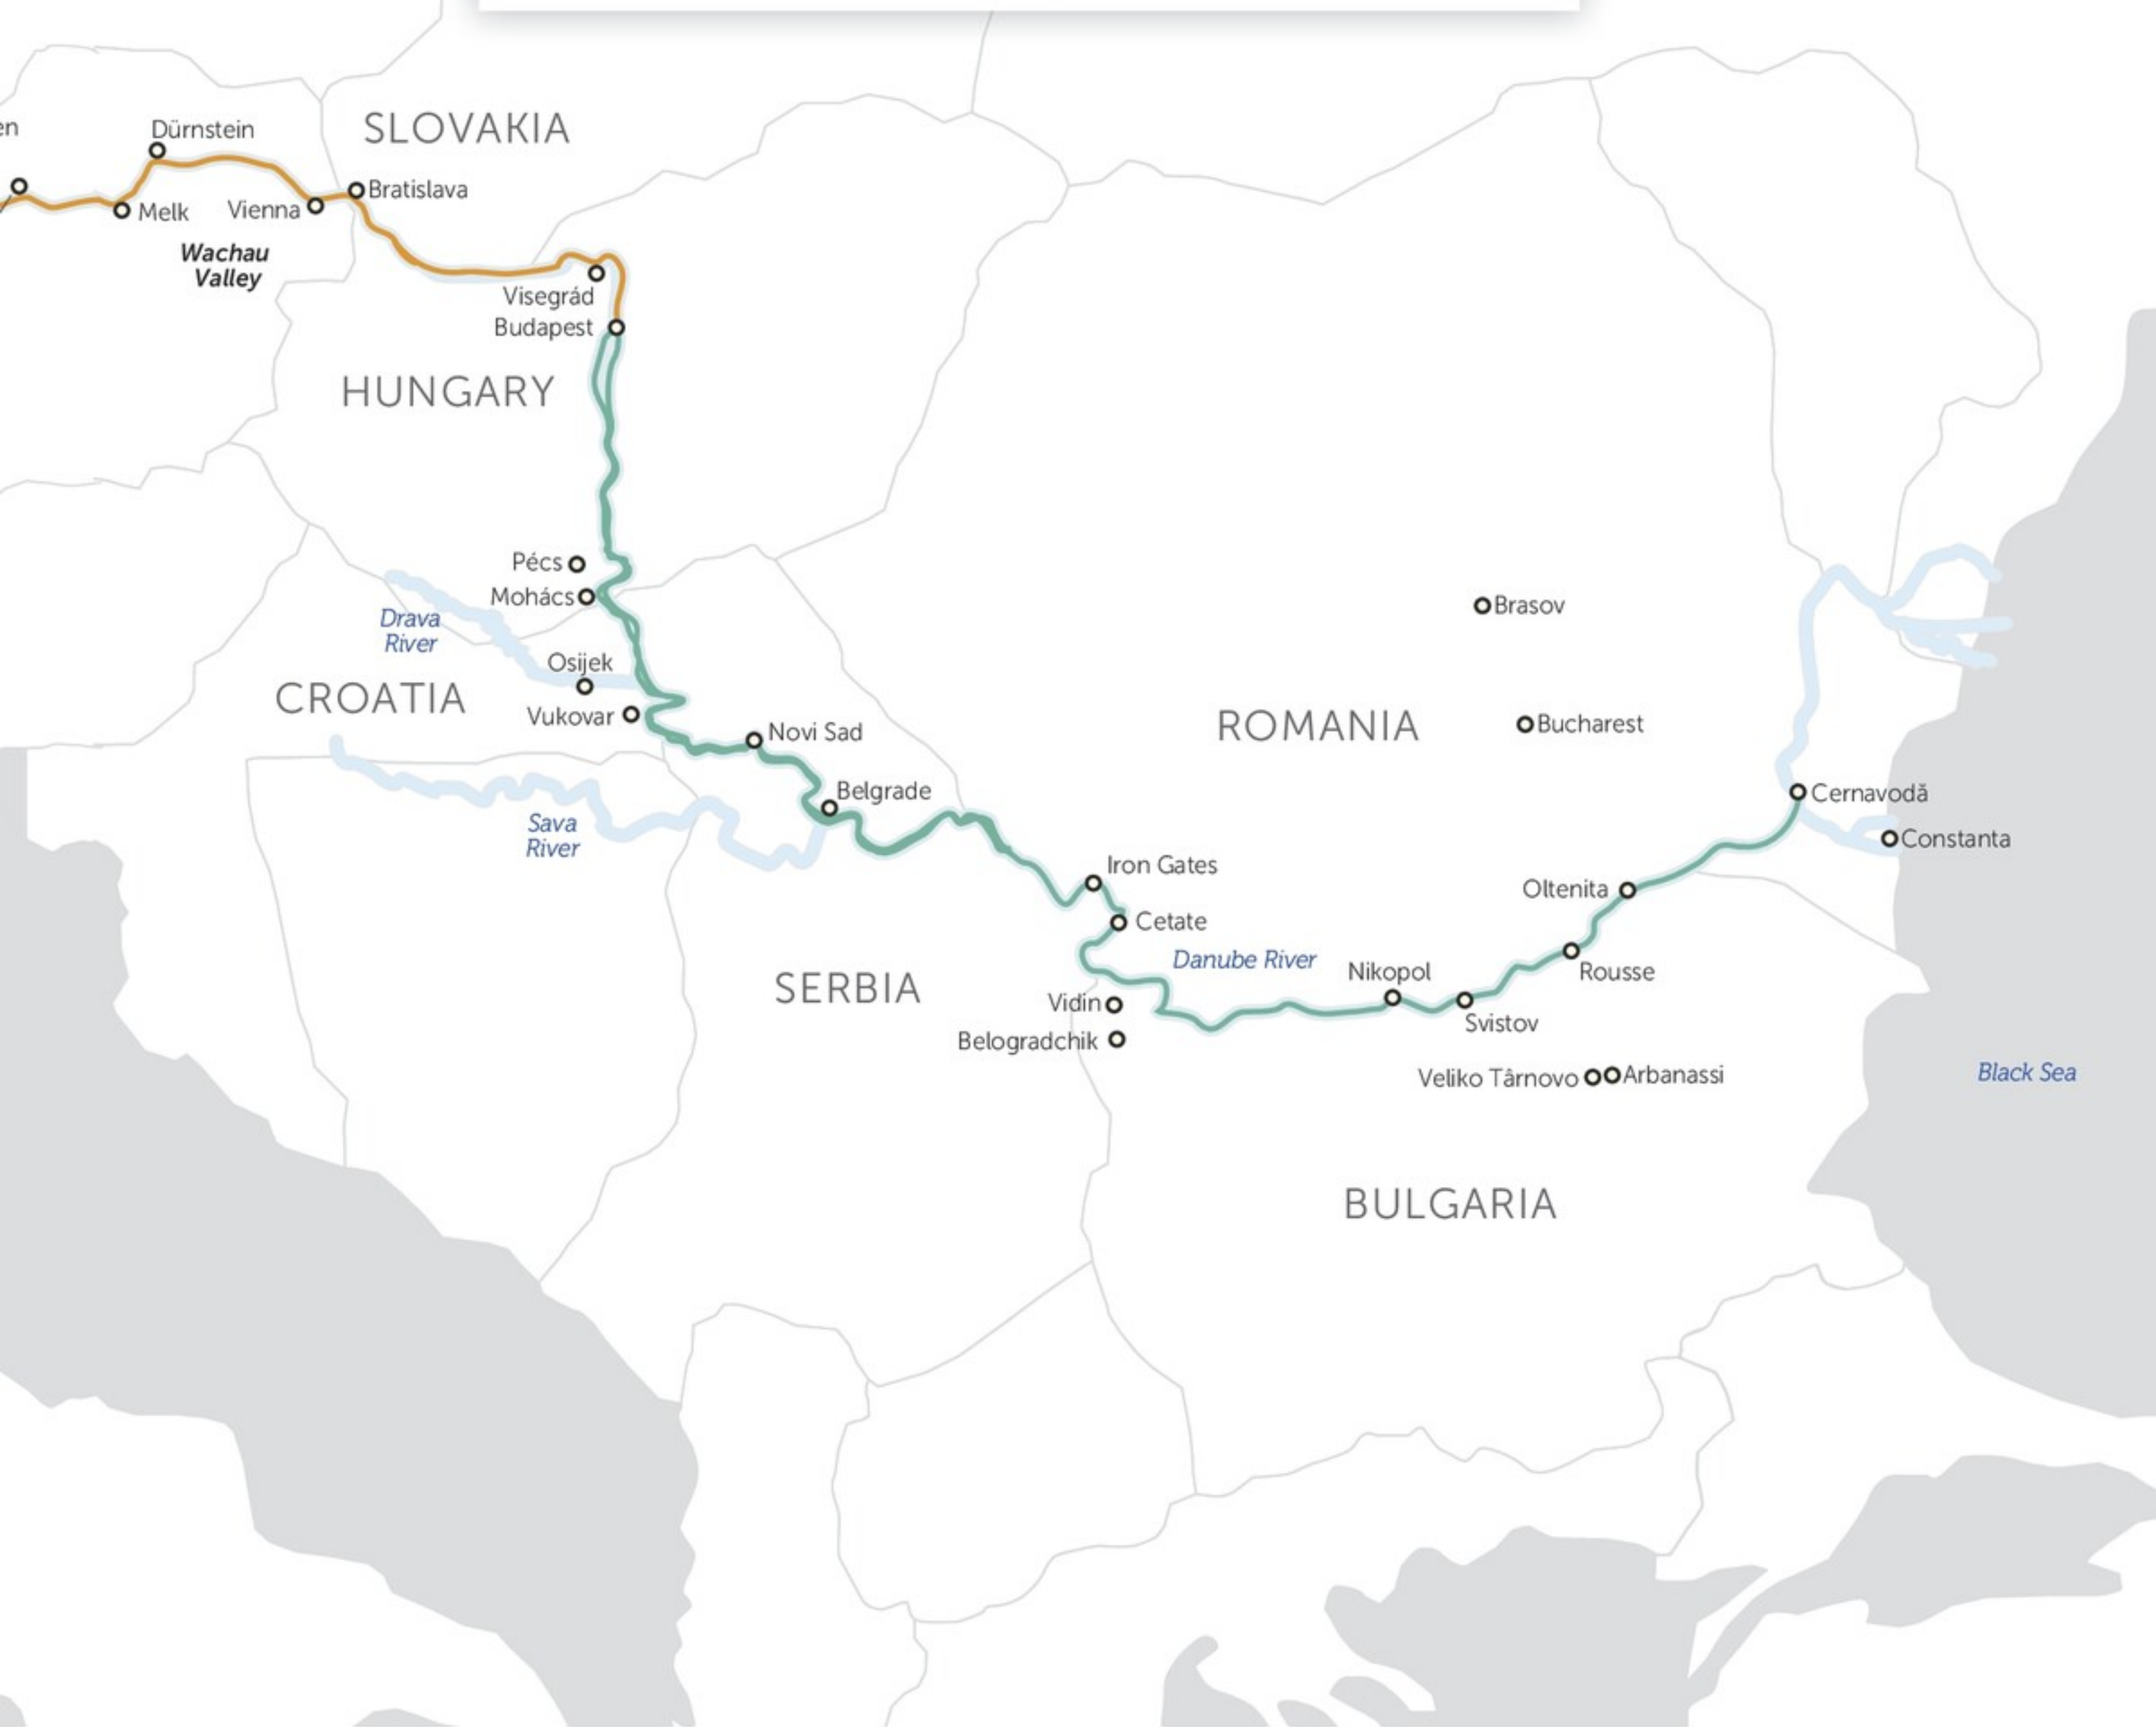 SLOVAKIA
Dürnstein
Bratislava
Melk
Vienna
Wachau
Valley
Visegrád
Budapest
HUNGARY
Pécs
Mohács
Drava
River
Osijek
CROATIA
Vukovar
Novi Sad
Belgrade
Sava
River
Brasov
ROMANIA
Bucharest
Cernavodă
Constanta
Iron Gates
Oltenita
Cetate
Danube River
Nikopol
Rousse
SERBIA
Vidin
Svistov
Belogradchik
Veliko Târnovo
Arbanassi
Black Sea
BULGARIA